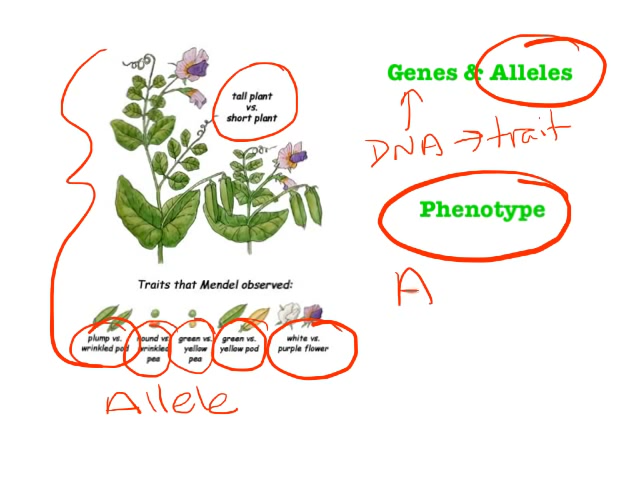 Genes & Alleles
tall plant
vs.
short plant
DNA → trait
Phenotype
Traits that Mendel observed:
A
plump vs.
wrinkled pod
round vs.
wrinkled
pea
green vs.
yellow
pea
green vs.
yellow pod
white vs.
purple flower
Allele